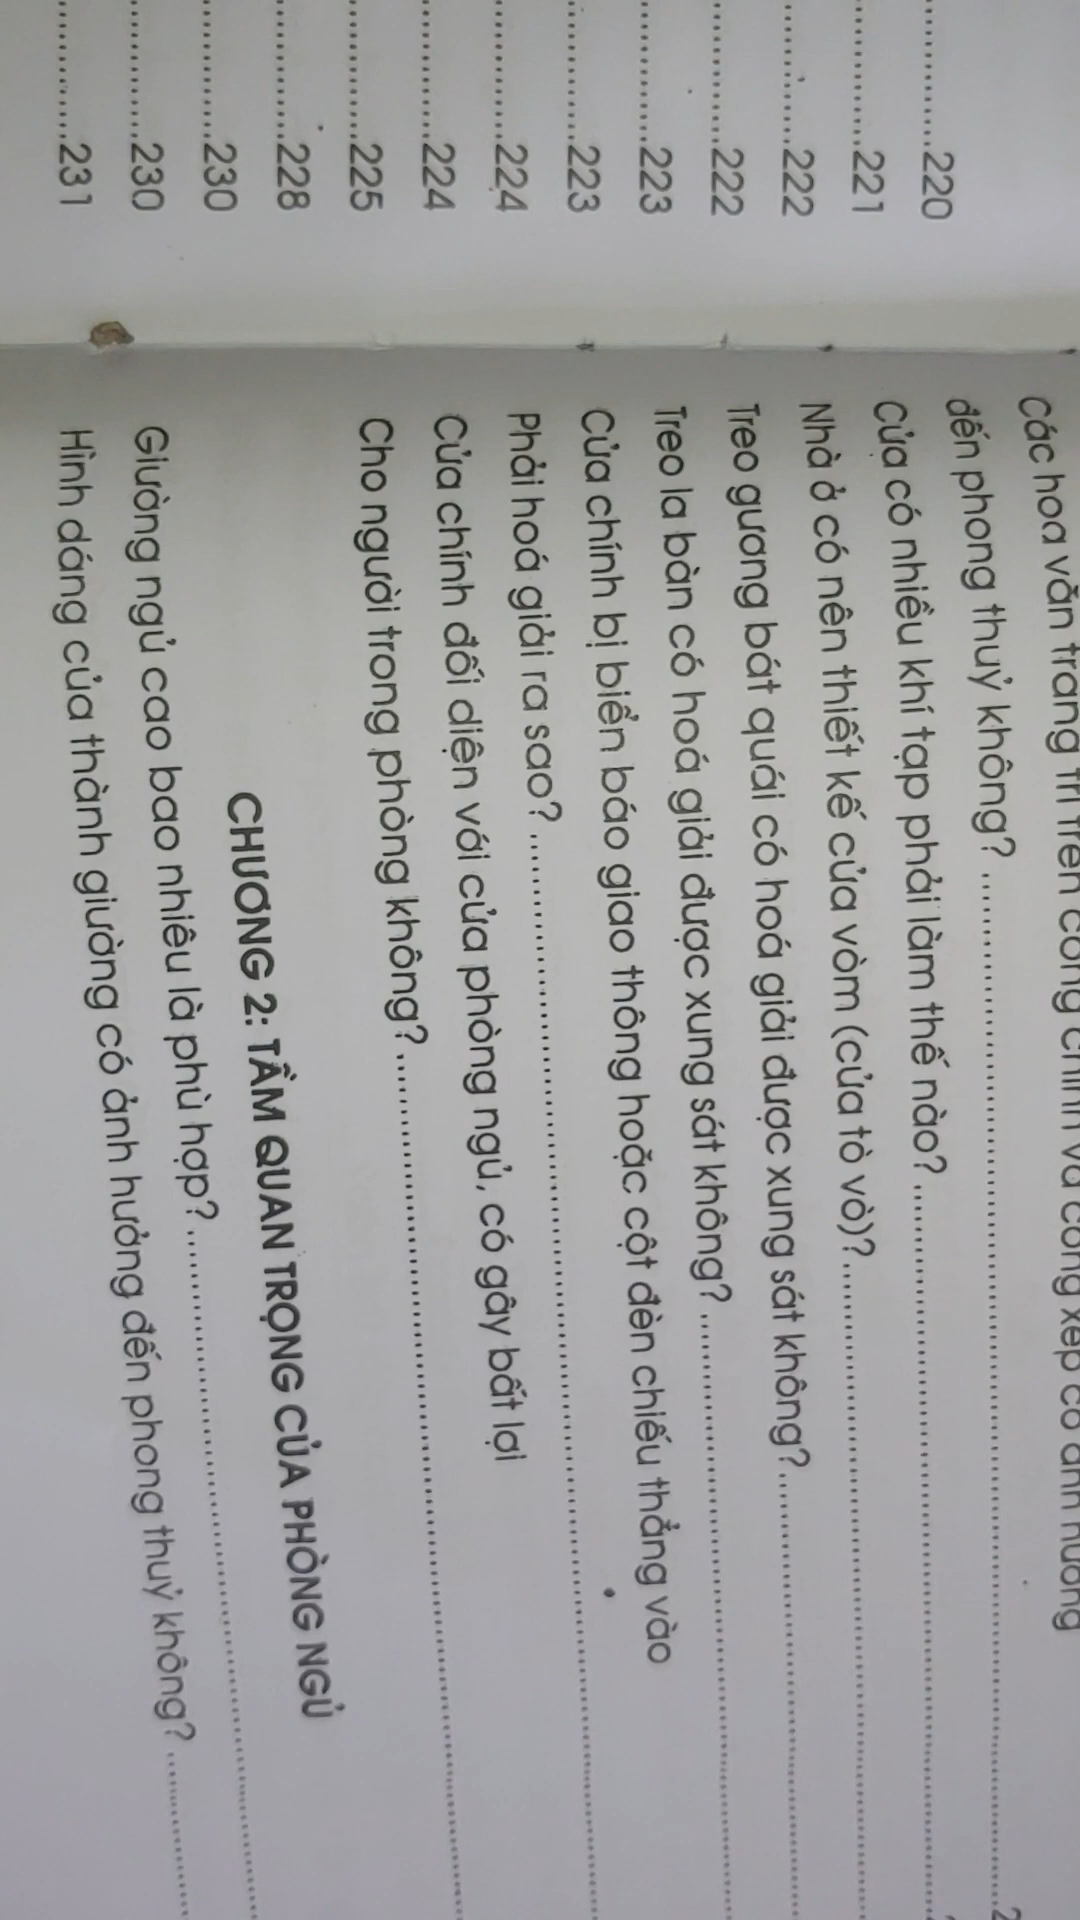 ..............220
..............221
..............222
..............222
..............223
..............223
..............224
..............224
..............225
..............228
..............230
..............230
..............231
Các hoa văn trang trí trên cổng chính và cổng xếp có ảnh hưởng
đến phong thuỷ không? ..............................
Cửa có nhiều khí tạp phải làm thế nào? ..............................
Nhà ở có nên thiết kế cửa vòm (cửa tò vò)? ..............................
Treo gương bát quái có hoá giải được xung sát không? ..............................
Treo la bàn có hoá giải được xung sát không? ..............................
Cửa chính bị biển báo giao thông hoặc cột đèn chiếu thẳng vào
Phải hoá giải ra sao? ..............................
Cửa chính đối diện với cửa phòng ngủ, có gây bất lợi
Cho người trong phòng không? ..............................
CHƯƠNG 2: TẦM QUAN TRỌNG CỦA PHÒNG NGỦ
Giường ngủ cao bao nhiêu là phù hợp? ..............................
Hình dáng của thành giường có ảnh hưởng đến phong thuỷ không? ..............